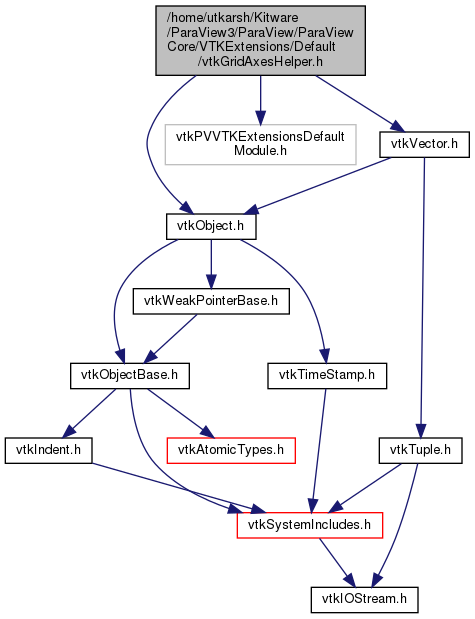 /home/utkarsh/Kitware
/ParaView3/ParaView/ParaView
Core/VTKExtensions/Default
/vtkGridAxesHelper.h
vtkPVVTKExtensionsDefault
Module.h
vtkVector.h
vtkObject.h
vtkWeakPointerBase.h
vtkObjectBase.h
vtkTimeStamp.h
vtkIndent.h
vtkAtomicTypes.h
vtkTuple.h
vtkSystemIncludes.h
vtkIOStream.h